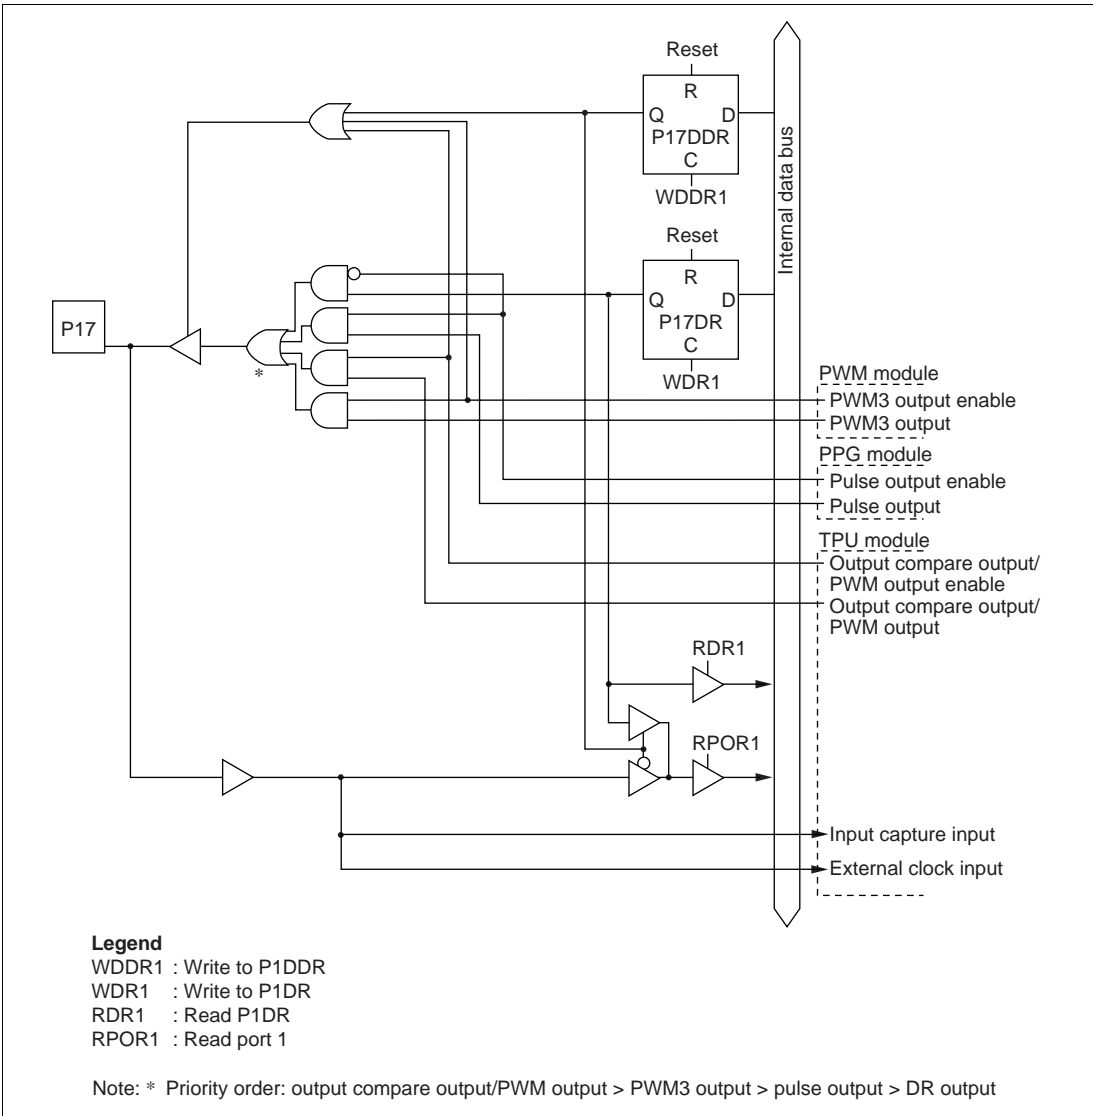 Reset
R
Q D
P17DDR
C
WDDR1
Internal data bus
Reset
R
Q D
P17DR
C
WDR1
P17
*
PWM module
PWM3 output enable
PWM3 output
PPG module
Pulse output enable
Pulse output
TPU module
Output compare output/
PWM output enable
Output compare output/
PWM output
RDR1
RPOR1
Input capture input
External clock input
Legend
WDDR1 : Write to P1DDR
WDR1 : Write to P1DR
RDR1 : Read P1DR
RPOR1 : Read port 1
Note: * Priority order: output compare output/PWM output > PWM3 output > pulse output > DR output